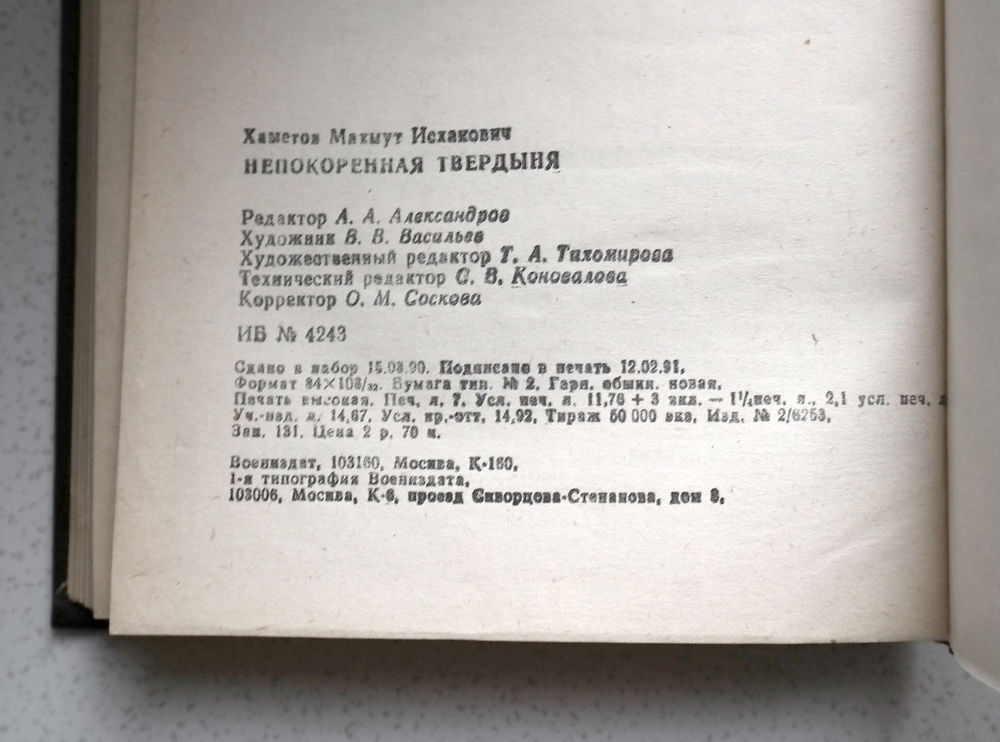 Хаметов Махмут Исхакович
НЕПОКОРЕННАЯ ТВЕРДЫНЯ
Редактор А. А. Александров
Художник В. В. Васильев
Художественный редактор Т. А. Тихомирова
Технический редактор С. В. Коновалова
Корректор О. М. Соскова
ИБ № 4243
Сдано в набор 15.08.90. Подписано в печать 12.02.91.
Формат 84×108/32. Бумага тип. № 2. Гарн. обыкн. новая.
Печать высокая. Печ. л. 7. Усл. печ. л. 11,76 + 3 вкл. — 1¼ печ. л., 2,1 усл. печ. л
Уч.-изд. л. 14,67. Усл. кр.-отт. 14,92. Тираж 50 000 экз. Изд. № 2/6253.
Зак. 131. Цена 2 р. 70 к.
Воениздат, 103160, Москва, К-160.
1-я типография Воениздата,
103006, Москва, К-6, проезд Скворцова-Степанова, дом 3.